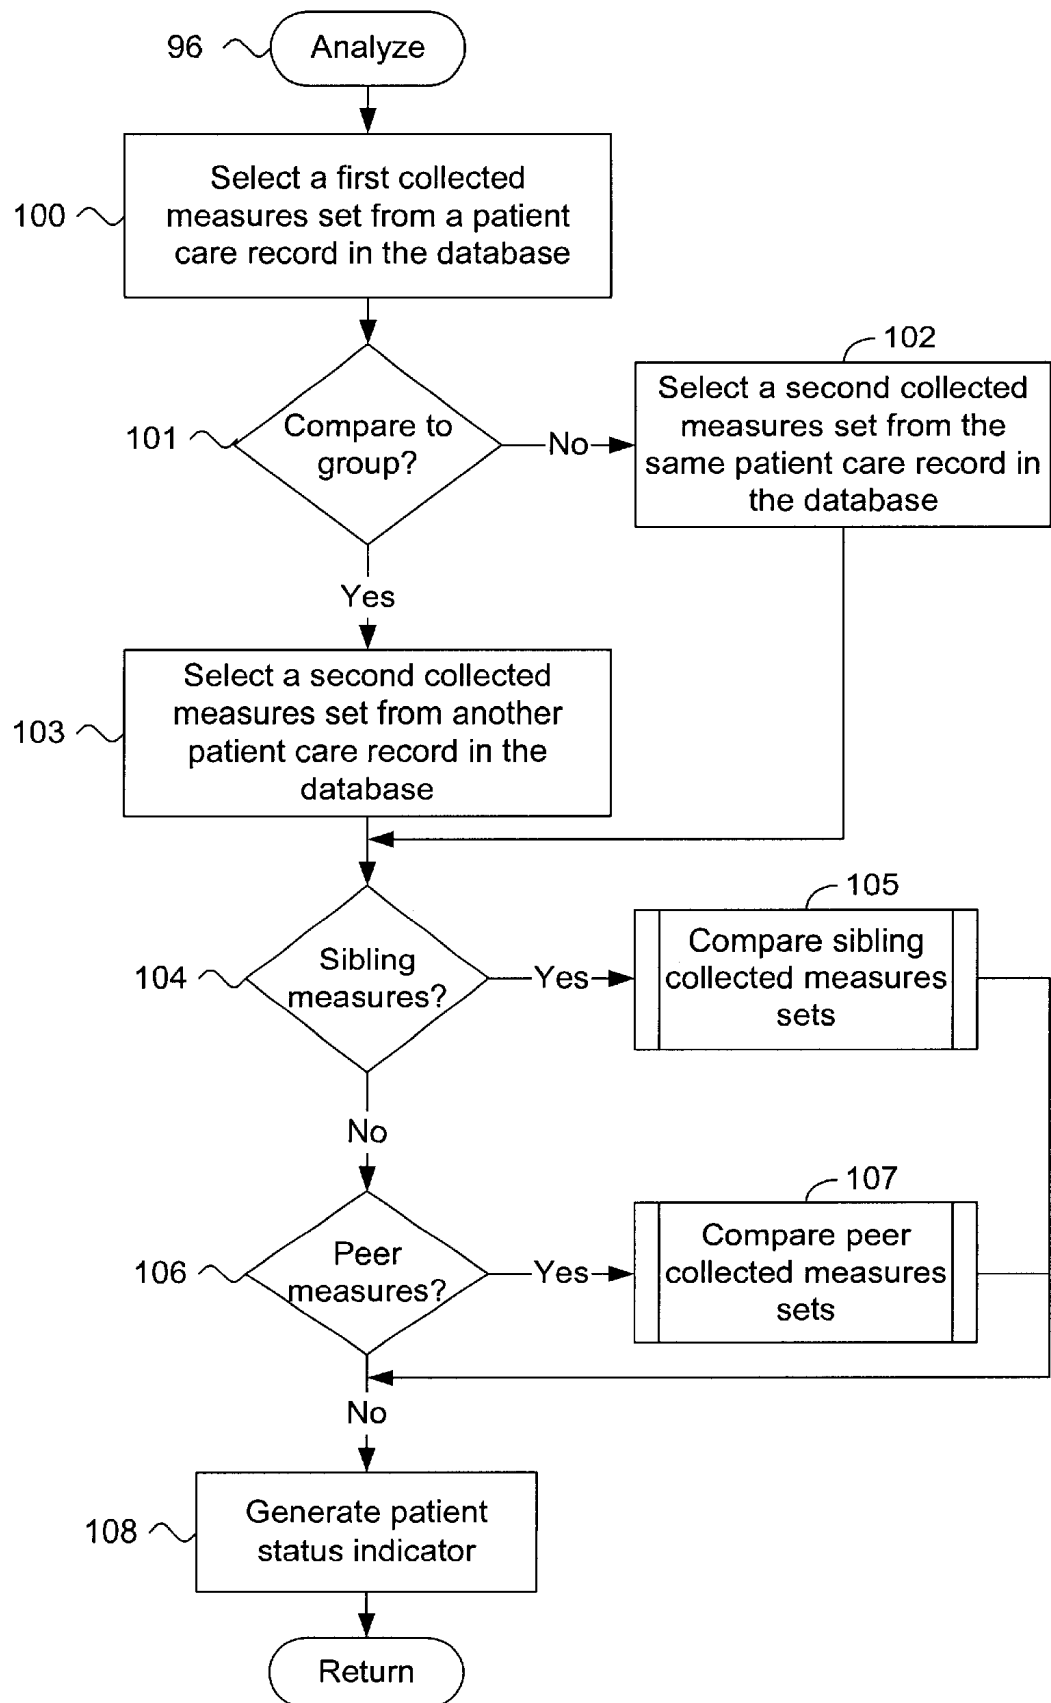 96
Analyze
100
Select a first collected
measures set from a patient
care record in the database
101
Compare to
group?
No
102
Select a second collected
measures set from the
same patient care record in
the database
Yes
103
Select a second collected
measures set from another
patient care record in the
database
104
Sibling
measures?
Yes
105
Compare sibling
collected measures
sets
No
106
Peer
measures?
Yes
107
Compare peer
collected measures
sets
No
108
Generate patient
status indicator
Return